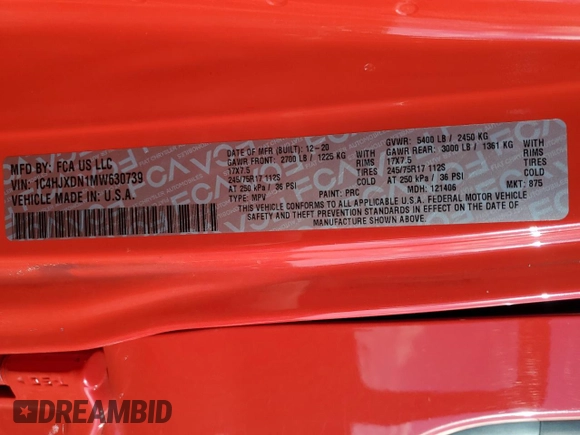 MFD BY: FCA US LLC
VIN: 1C4HJXDN1MW530739
VEHICLE MADE IN: U.S.A.
DATE OF MFR (BUILT): 12-20
GAWR FRONT: 2700 LB / 1225 KG WITH
17X7.5 RIMS
245/75R17 112S TIRES
AT 250 kPa / 36 PSI COLD
TYPE: MPV PAINT: PRC
GVWR: 5400 LB / 2450 KG
GAWR REAR: 3000 LB / 1361 KG WITH
17X7.5 RIMS
245/75R17 112S TIRES
AT 250 kPa / 36 PSI COLD
MDH: 121406 MKT: 875
THIS VEHICLE CONFORMS TO ALL APPLICABLE U.S.A. FEDERAL MOTOR VEHICLE
SAFETY AND THEFT PREVENTION STANDARDS IN EFFECT ON THE DATE OF
MANUFACTURE SHOWN ABOVE.
DREAMBID